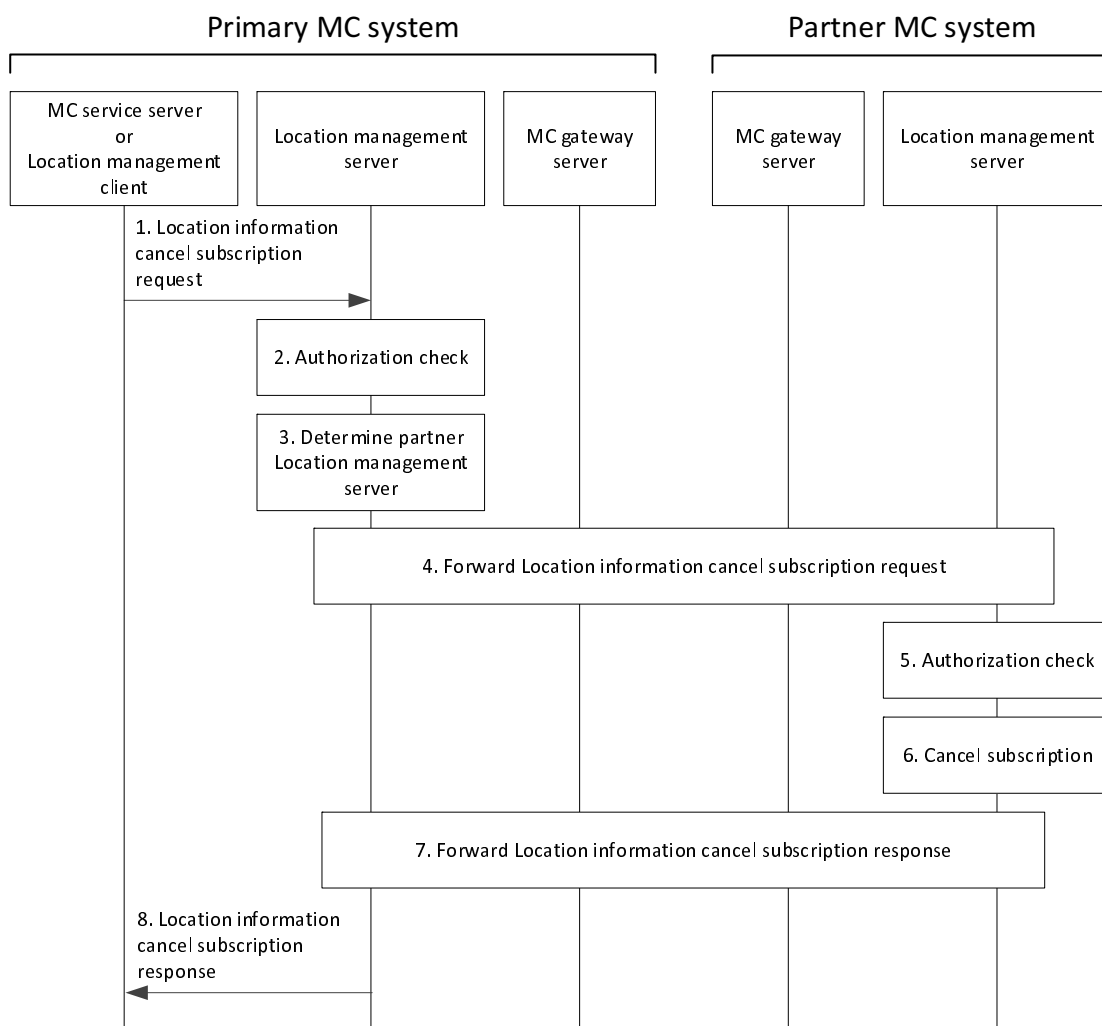 Primary MC system
Partner MC system
MC service server
or
Location management
client
Location management
server
MC gateway
server
MC gateway
server
Location management
server
1. Location information
cancel subscription
request
2. Authorization check
3. Determine partner
Location management
server
4. Forward Location information cancel subscription request
5. Authorization check
6. Cancel subscription
7. Forward Location information cancel subscription response
8. Location information
cancel subscription
response